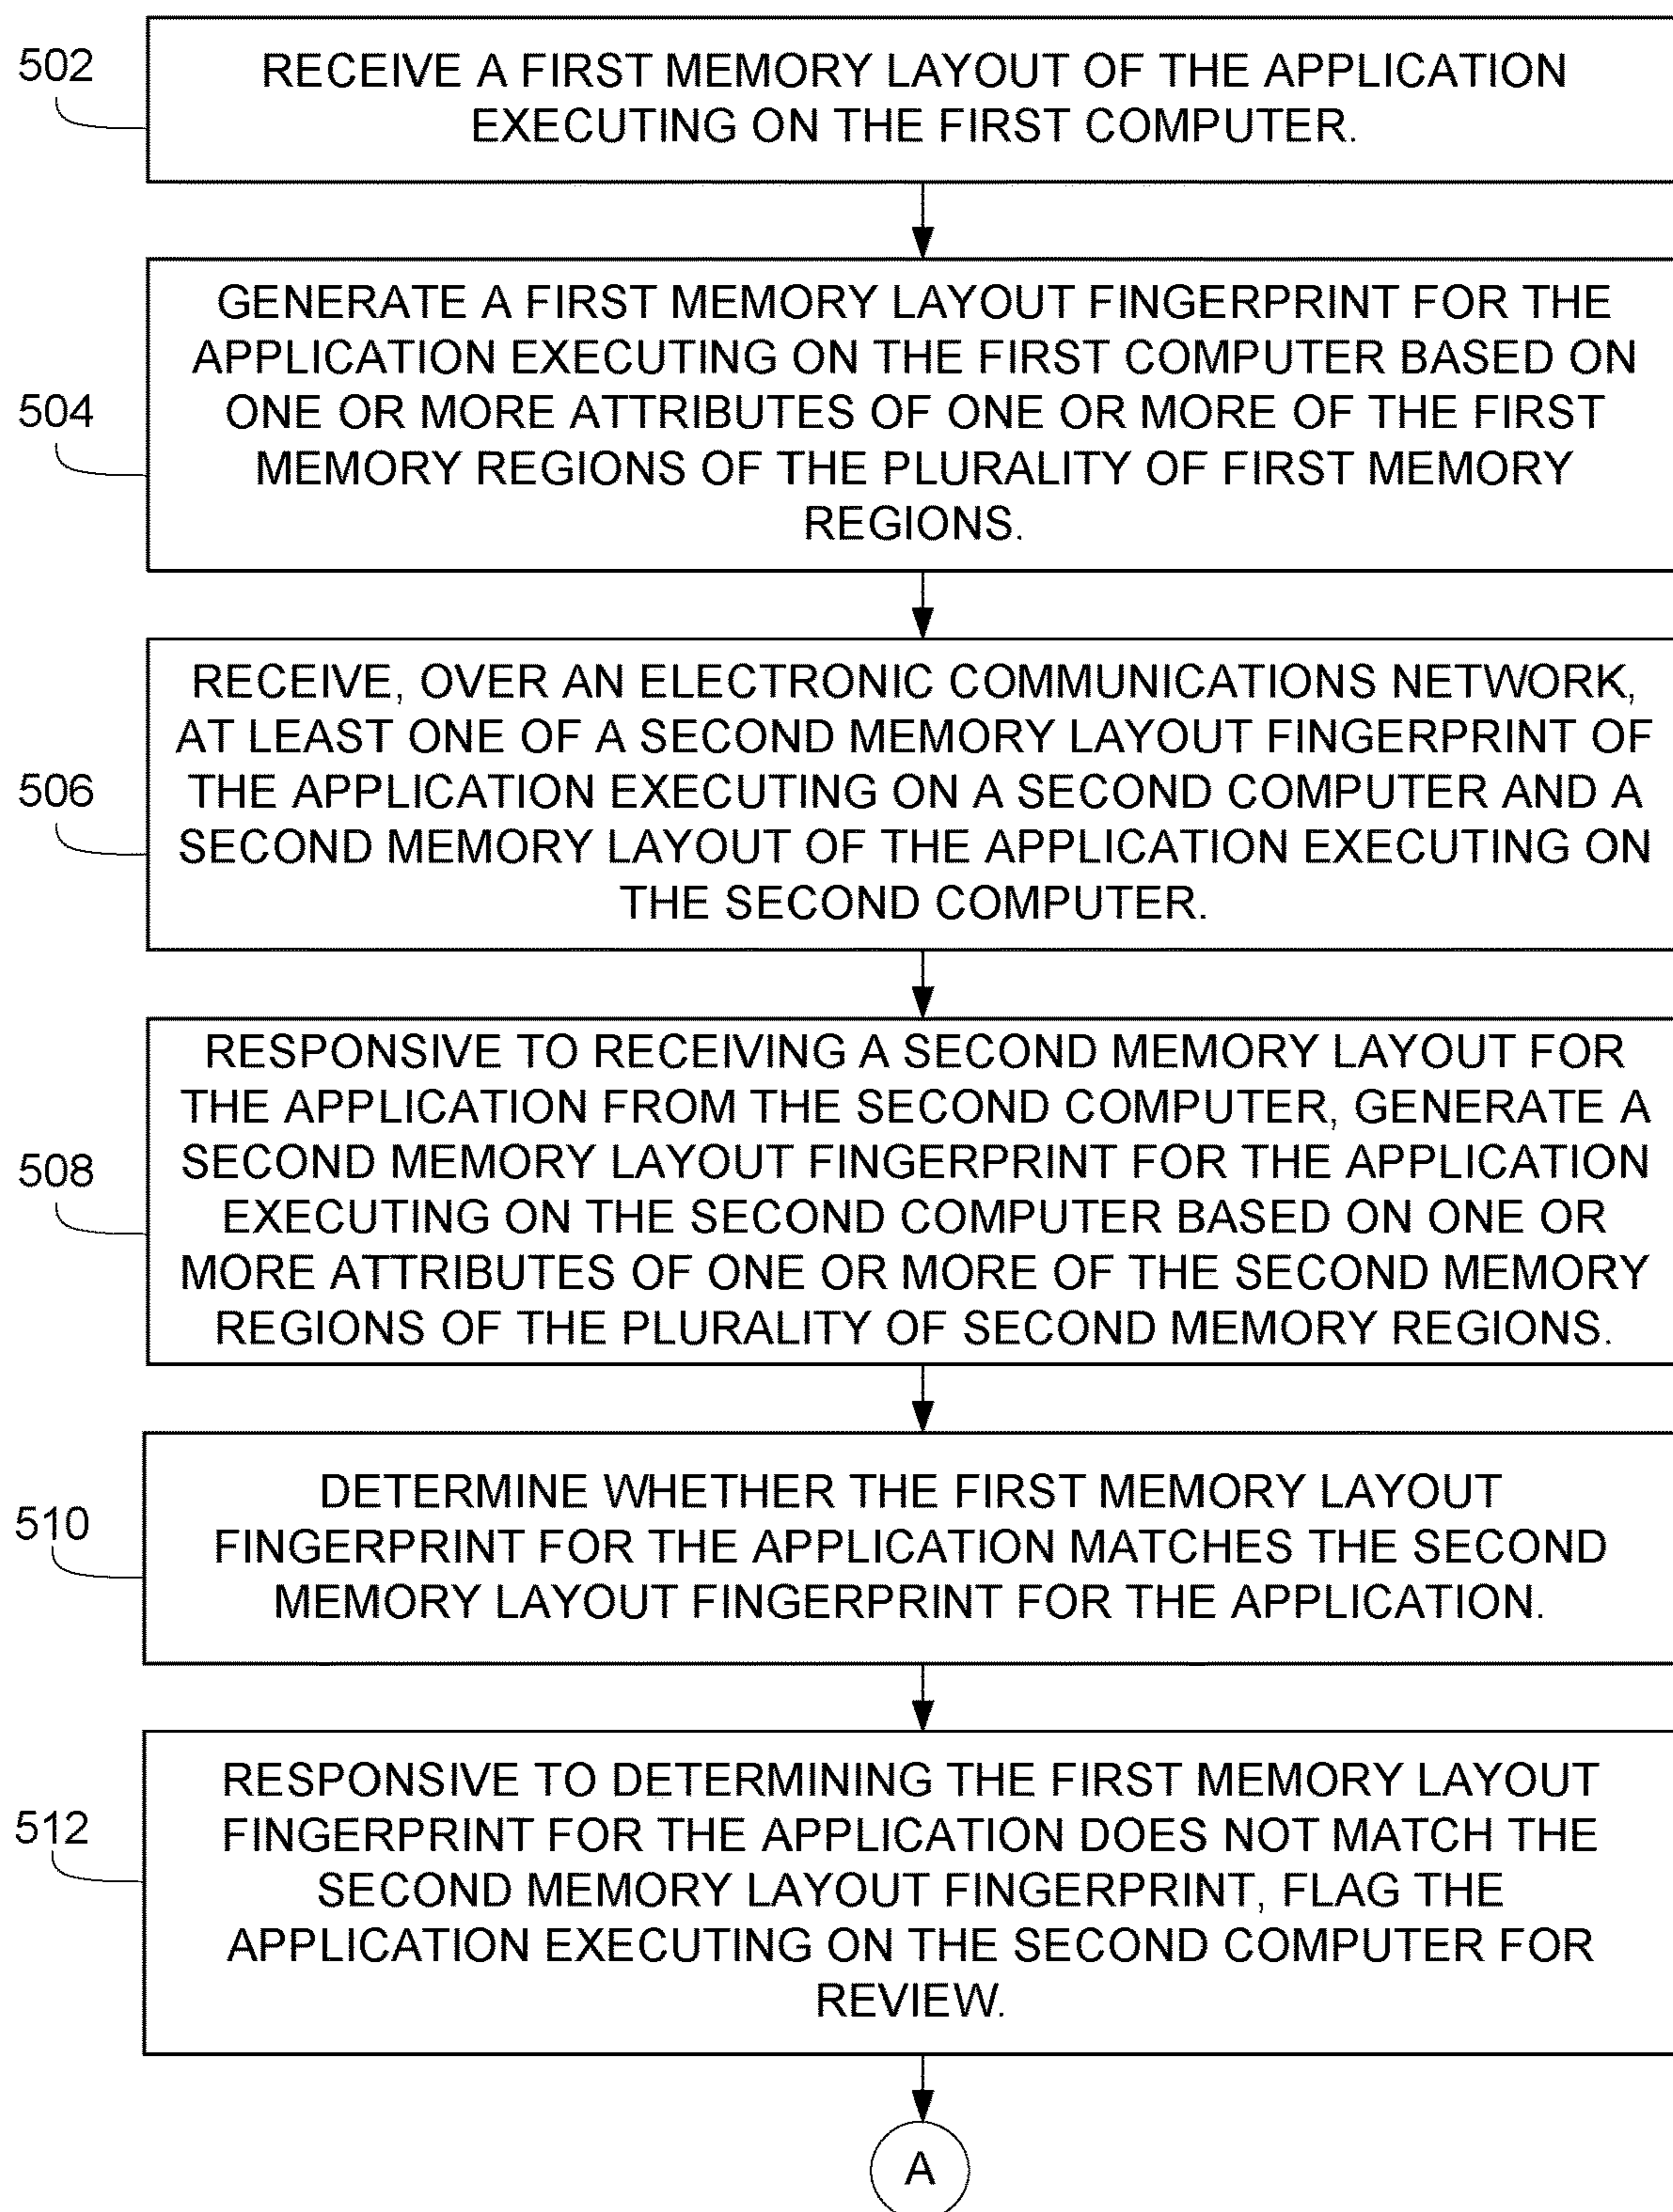 502
RECEIVE A FIRST MEMORY LAYOUT OF THE APPLICATION
EXECUTING ON THE FIRST COMPUTER.
504
GENERATE A FIRST MEMORY LAYOUT FINGERPRINT FOR THE
APPLICATION EXECUTING ON THE FIRST COMPUTER BASED ON
ONE OR MORE ATTRIBUTES OF ONE OR MORE OF THE FIRST
MEMORY REGIONS OF THE PLURALITY OF FIRST MEMORY
REGIONS.
506
RECEIVE, OVER AN ELECTRONIC COMMUNICATIONS NETWORK,
AT LEAST ONE OF A SECOND MEMORY LAYOUT FINGERPRINT OF
THE APPLICATION EXECUTING ON A SECOND COMPUTER AND A
SECOND MEMORY LAYOUT OF THE APPLICATION EXECUTING ON
THE SECOND COMPUTER.
508
RESPONSIVE TO RECEIVING A SECOND MEMORY LAYOUT FOR
THE APPLICATION FROM THE SECOND COMPUTER, GENERATE A
SECOND MEMORY LAYOUT FINGERPRINT FOR THE APPLICATION
EXECUTING ON THE SECOND COMPUTER BASED ON ONE OR
MORE ATTRIBUTES OF ONE OR MORE OF THE SECOND MEMORY
REGIONS OF THE PLURALITY OF SECOND MEMORY REGIONS.
510
DETERMINE WHETHER THE FIRST MEMORY LAYOUT
FINGERPRINT FOR THE APPLICATION MATCHES THE SECOND
MEMORY LAYOUT FINGERPRINT FOR THE APPLICATION.
512
RESPONSIVE TO DETERMINING THE FIRST MEMORY LAYOUT
FINGERPRINT FOR THE APPLICATION DOES NOT MATCH THE
SECOND MEMORY LAYOUT FINGERPRINT, FLAG THE
APPLICATION EXECUTING ON THE SECOND COMPUTER FOR
REVIEW.
A